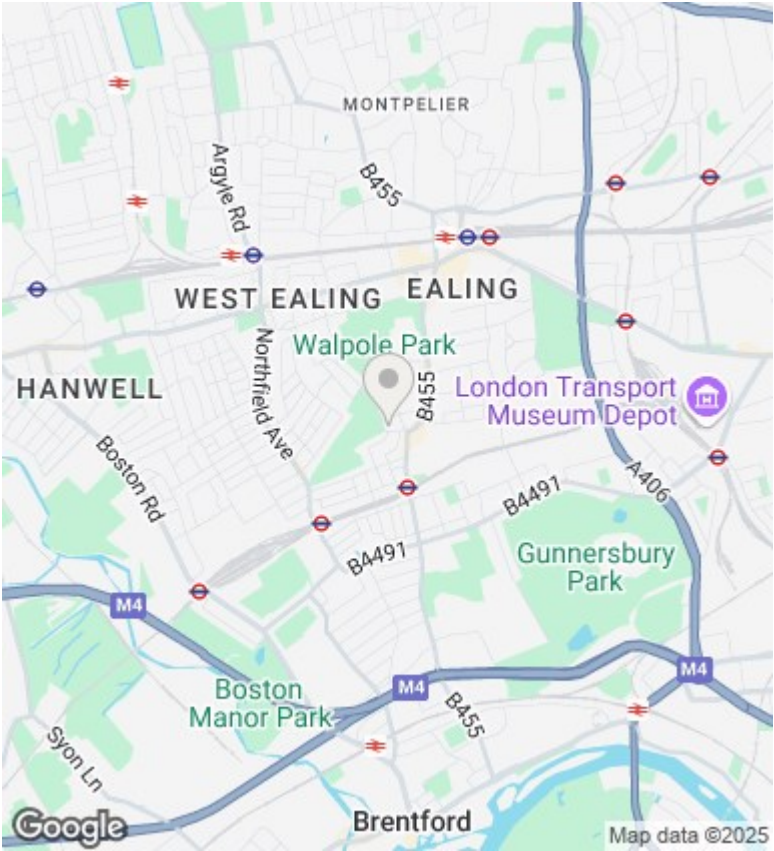 MONTPELIER
Argyle Rd
B455
WEST EALING
EALING
Walpole Park
B455
HANWELL
Northfield Ave
London Transport
Museum Depot
Boston Rd
A406
B4491
B4491
Gunnersbury
Park
M4
M4
M4
Boston
Manor Park
B455
Syon Ln
Brentford
Google
Map data ©2025